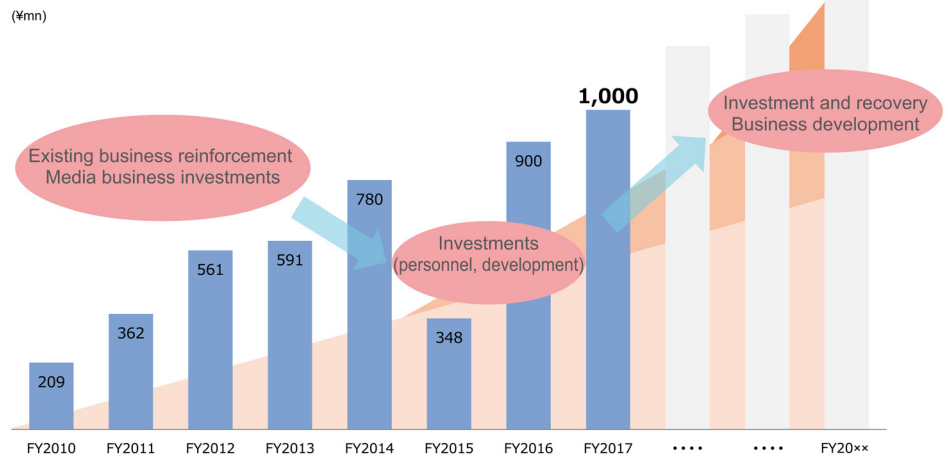 (¥mn)
Existing business reinforcement
Media business investments
Investments
(personnel, development)
Investment and recovery
Business development
209
362
561
591
780
348
900
1,000
FY2010
FY2011
FY2012
FY2013
FY2014
FY2015
FY2016
FY2017
····
····
FY20××